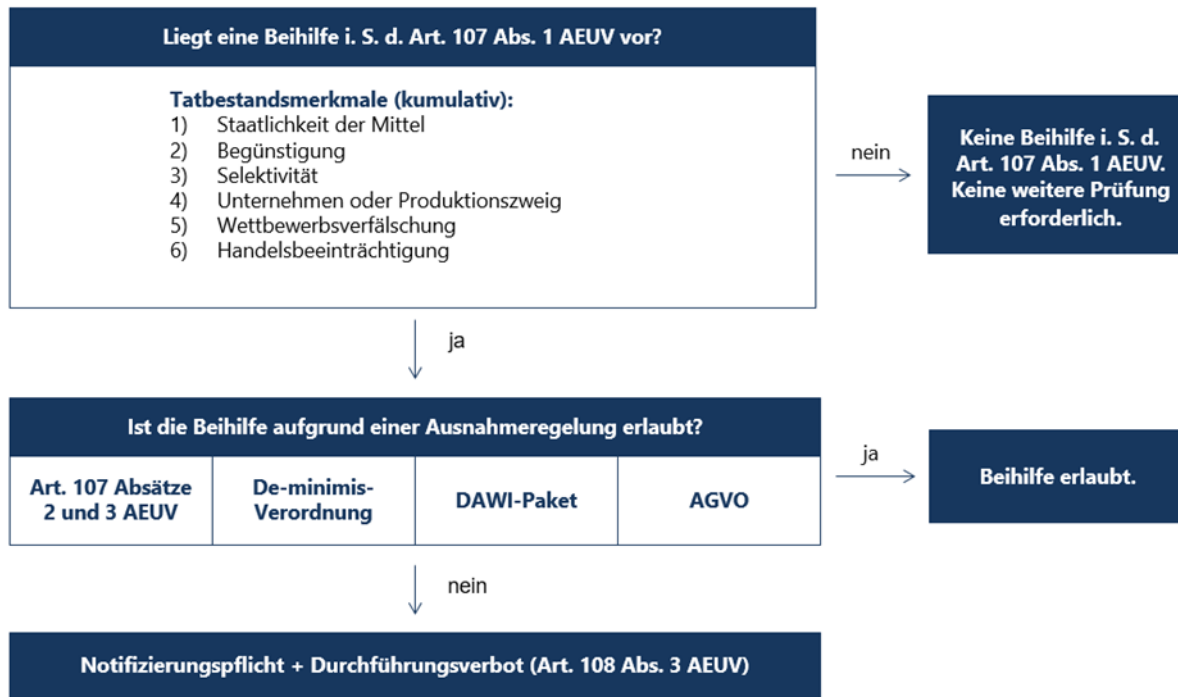 Liegt eine Beihilfe i. S. d. Art. 107 Abs. 1 AEUV vor?
Tatbestandsmerkmale (kumulativ):
1) Staatlichkeit der Mittel
2) Begünstigung
3) Selektivität
4) Unternehmen oder Produktionszweig
5) Wettbewerbsverfälschung
6) Handelsbeeinträchtigung
nein
Keine Beihilfe i. S. d.
Art. 107 Abs. 1 AEUV.
Keine weitere Prüfung
erforderlich.
ja
Ist die Beihilfe aufgrund einer Ausnahmeregelung erlaubt?
Art. 107 Absätze
2 und 3 AEUV
De-minimis-
Verordnung
DAWI-Paket
AGVO
ja
Beihilfe erlaubt.
nein
Notifizierungspflicht + Durchführungsverbot (Art. 108 Abs. 3 AEUV)